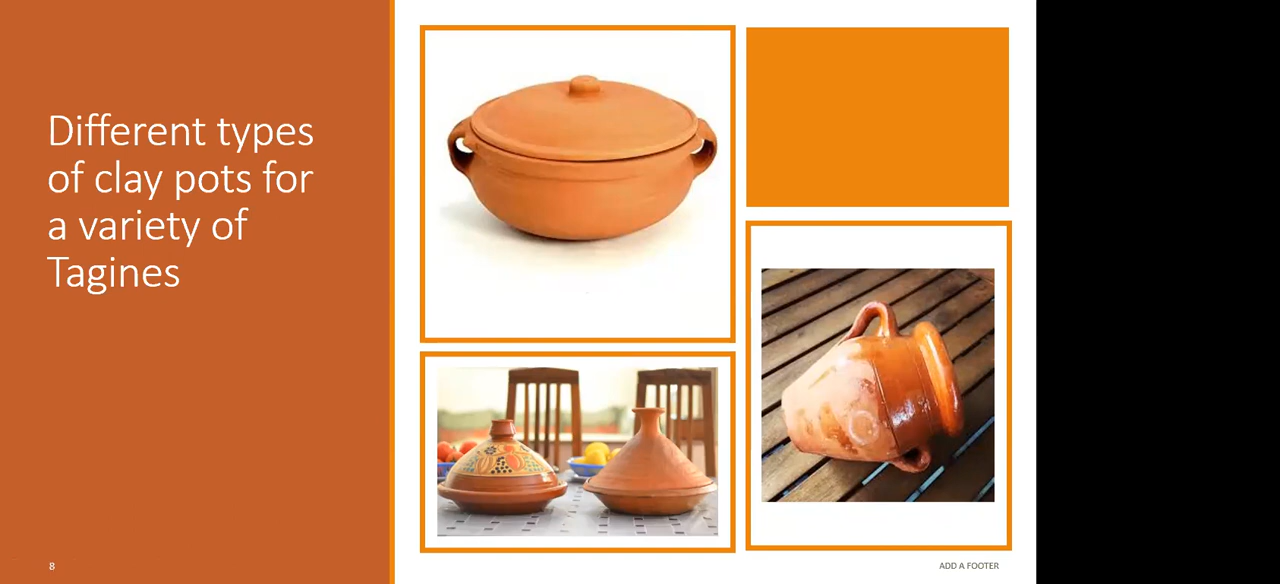 Different types
of clay pots for
a variety of
Tagines
8
ADD A FOOTER